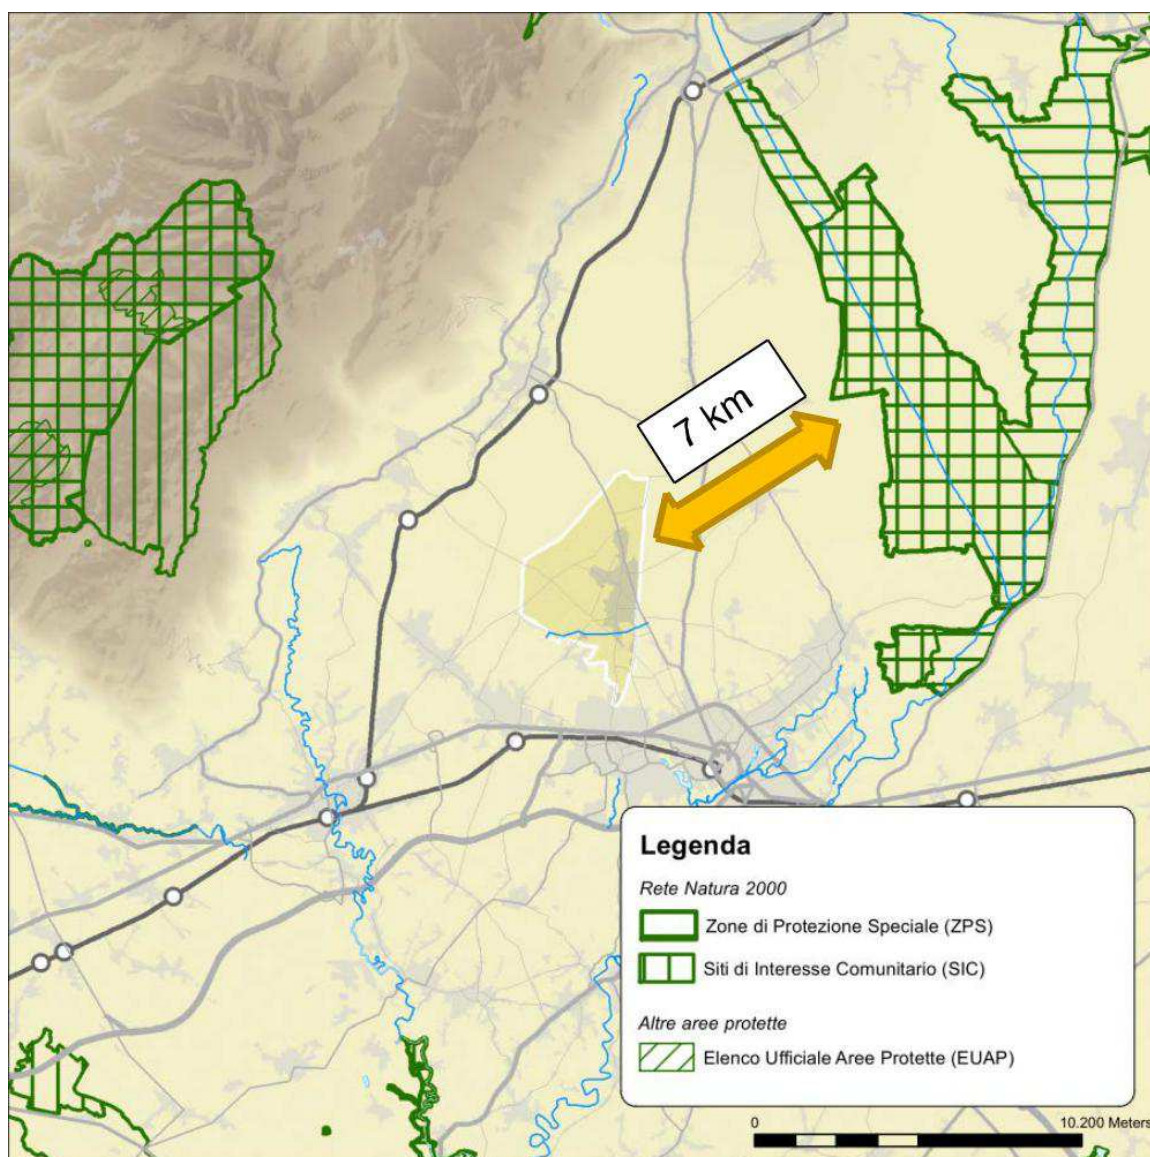 7 km
Legenda
Rete Natura 2000
Zone di Protezione Speciale (ZPS)
Siti di Interesse Comunitario (SIC)
Altre aree protette
Elenco Ufficiale Aree Protette (EUAP)
0 10.200 Meters